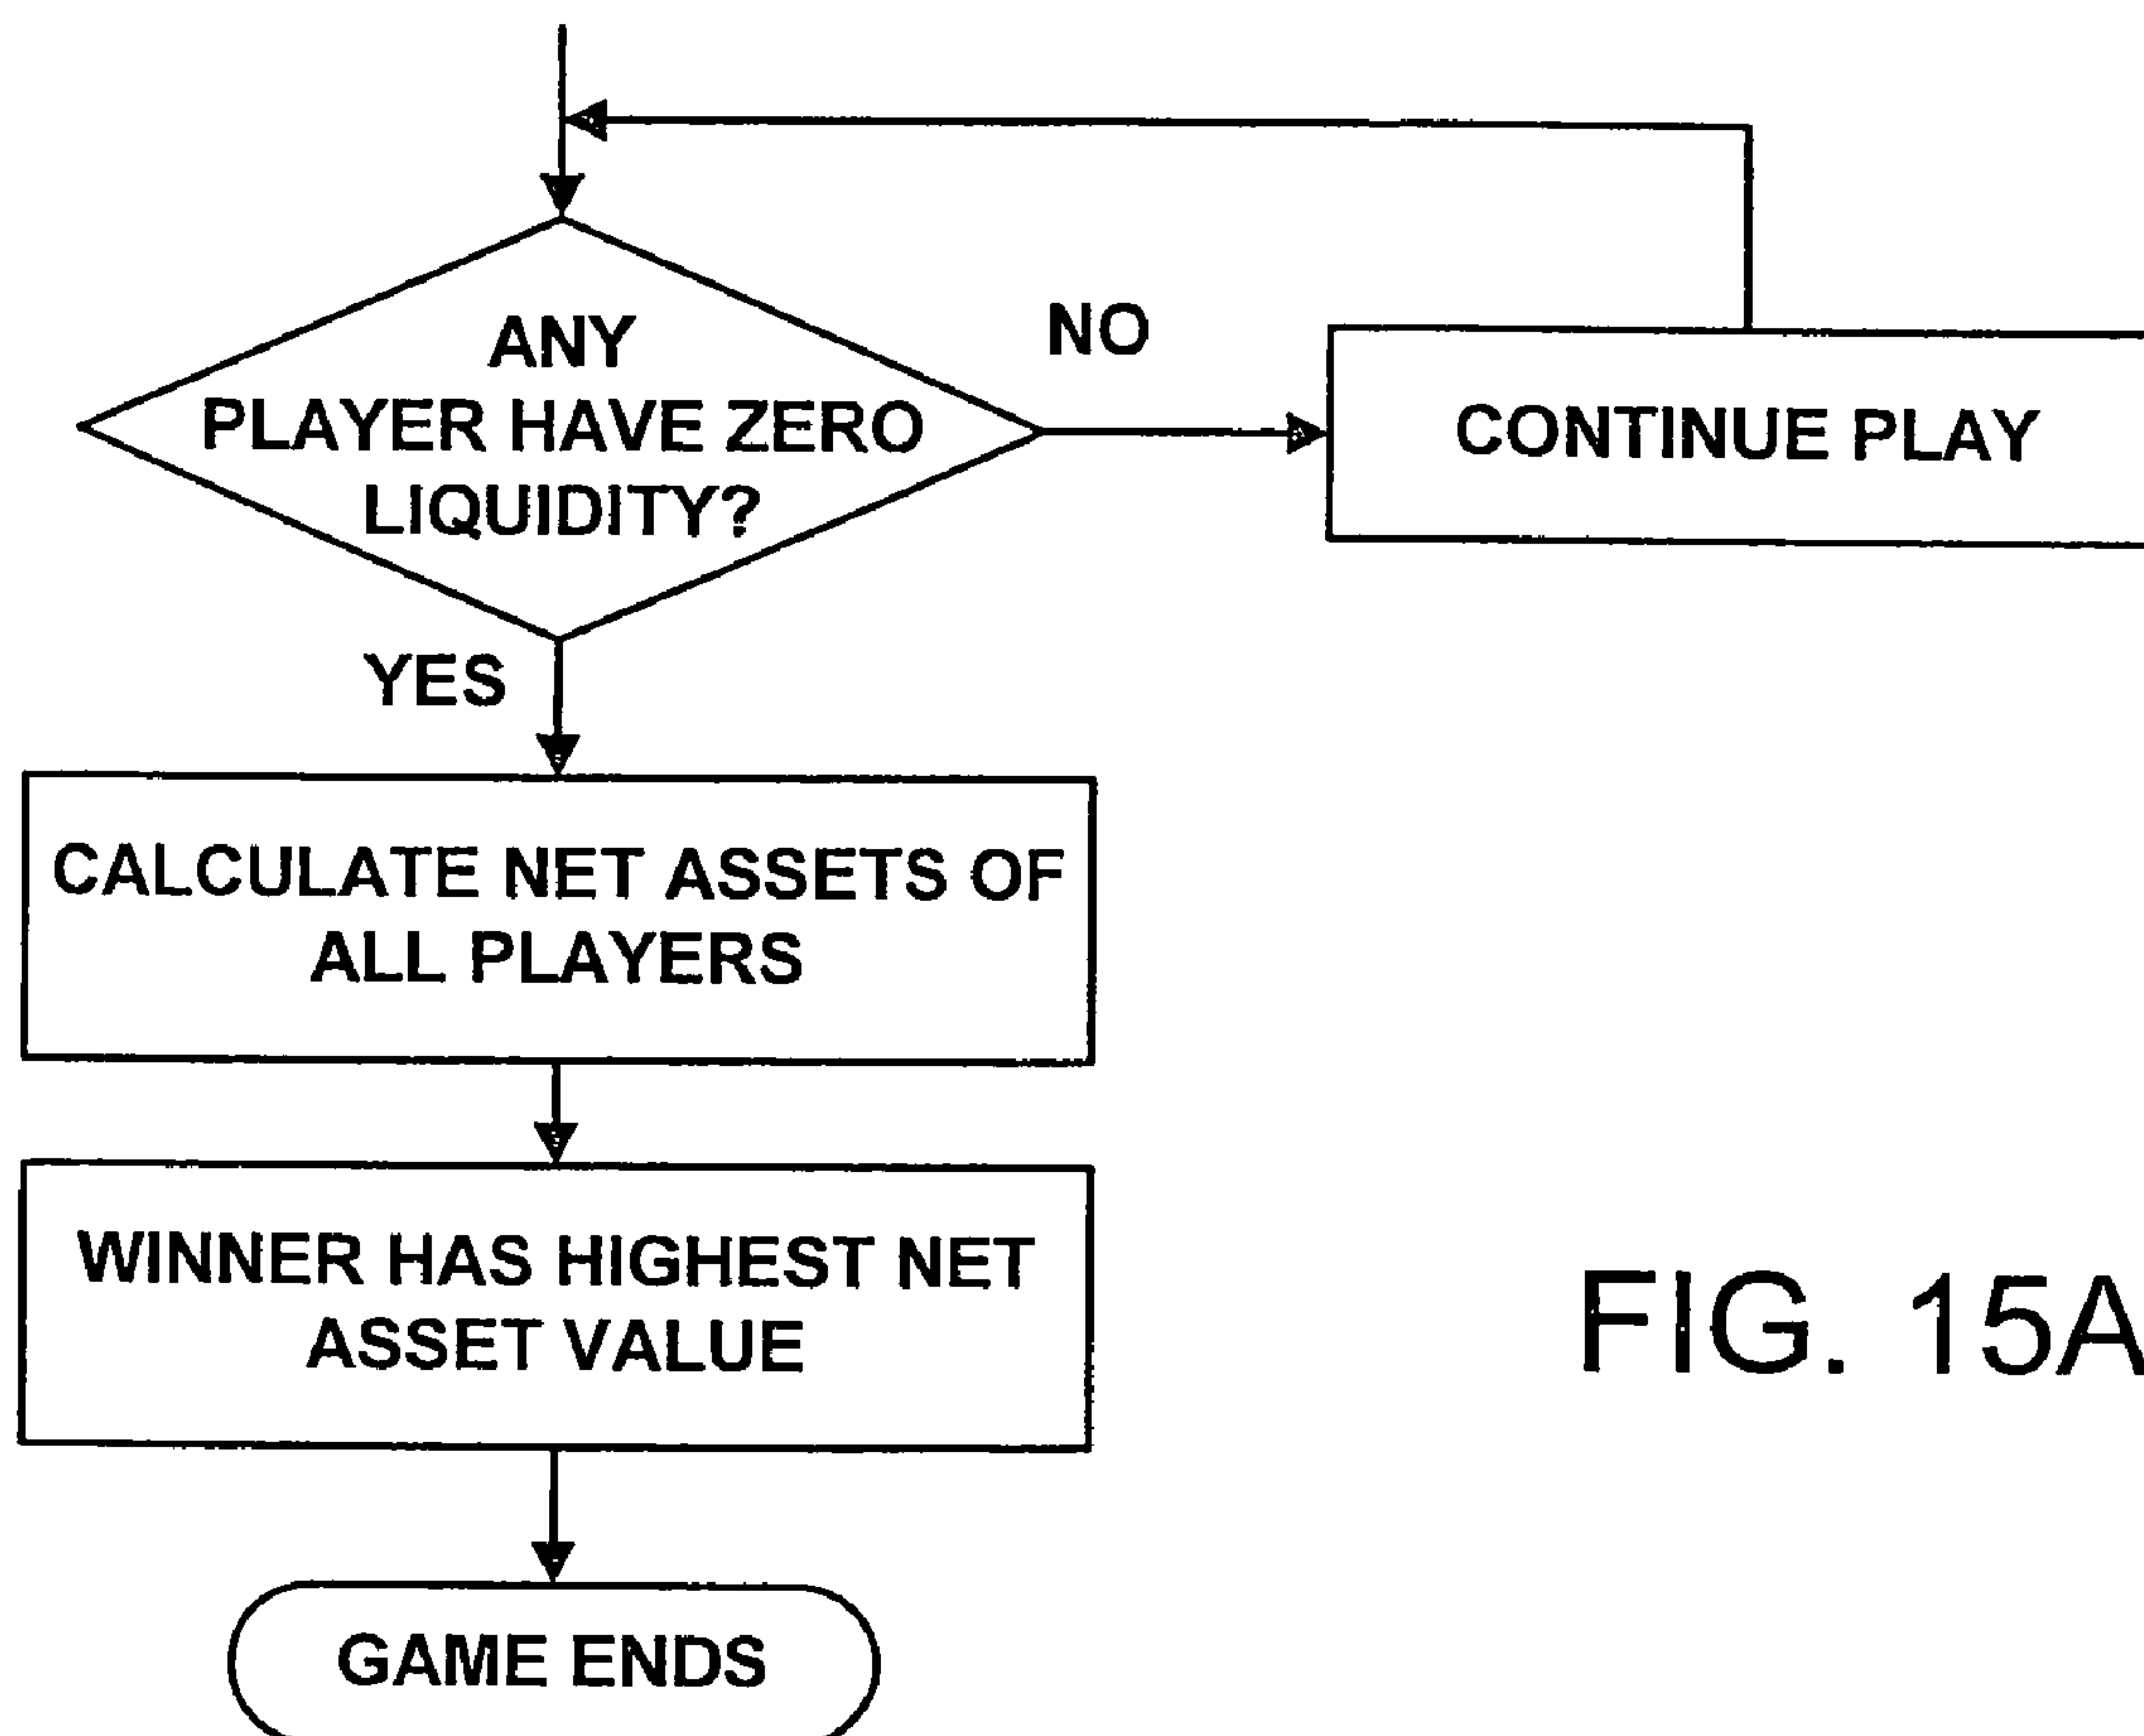 ANY
PLAYER HAVE ZERO
LIQUIDITY?
NO
CONTINUE PLAY
YES
CALCULATE NET ASSETS OF
ALL PLAYERS
WINNER HAS HIGHEST NET
ASSET VALUE
GAME ENDS
FIG. 15A